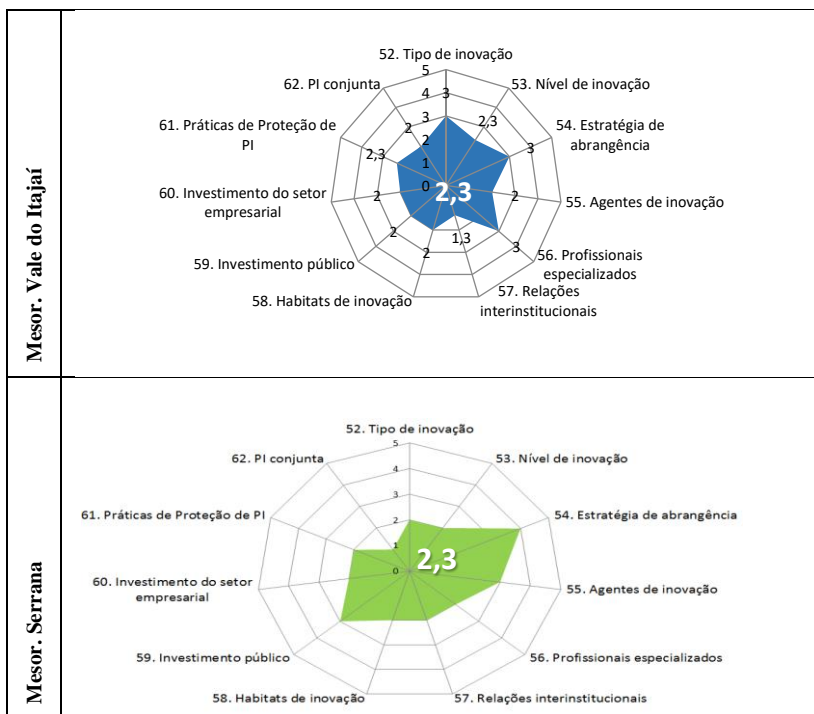 Mesor. Vale do Itajaí
52. Tipo de inovação
5
62. PI conjunta
4
3
53. Nível de inovação
61. Práticas de Proteção de
PI
3
2
2,3
54. Estratégia de
abrangência
2
2,3
3
1
60. Investimento do setor
empresarial
2
0
2,3
2
55. Agentes de inovação
59. Investimento público
2
2
1,3
3
56. Profissionais
especializados
58. Habitats de inovação
57. Relações
interinstitucionais
Mesor. Serrana
52. Tipo de inovação
5
62. PI conjunta
53. Nível de inovação
4
3
61. Práticas de Proteção de PI
54. Estratégia de abrangência
2
1
2,3
0
60. Investimento do setor
empresarial
55. Agentes de inovação
59. Investimento público
56. Profissionais especializados
58. Habitats de inovação
57. Relações interinstitucionais